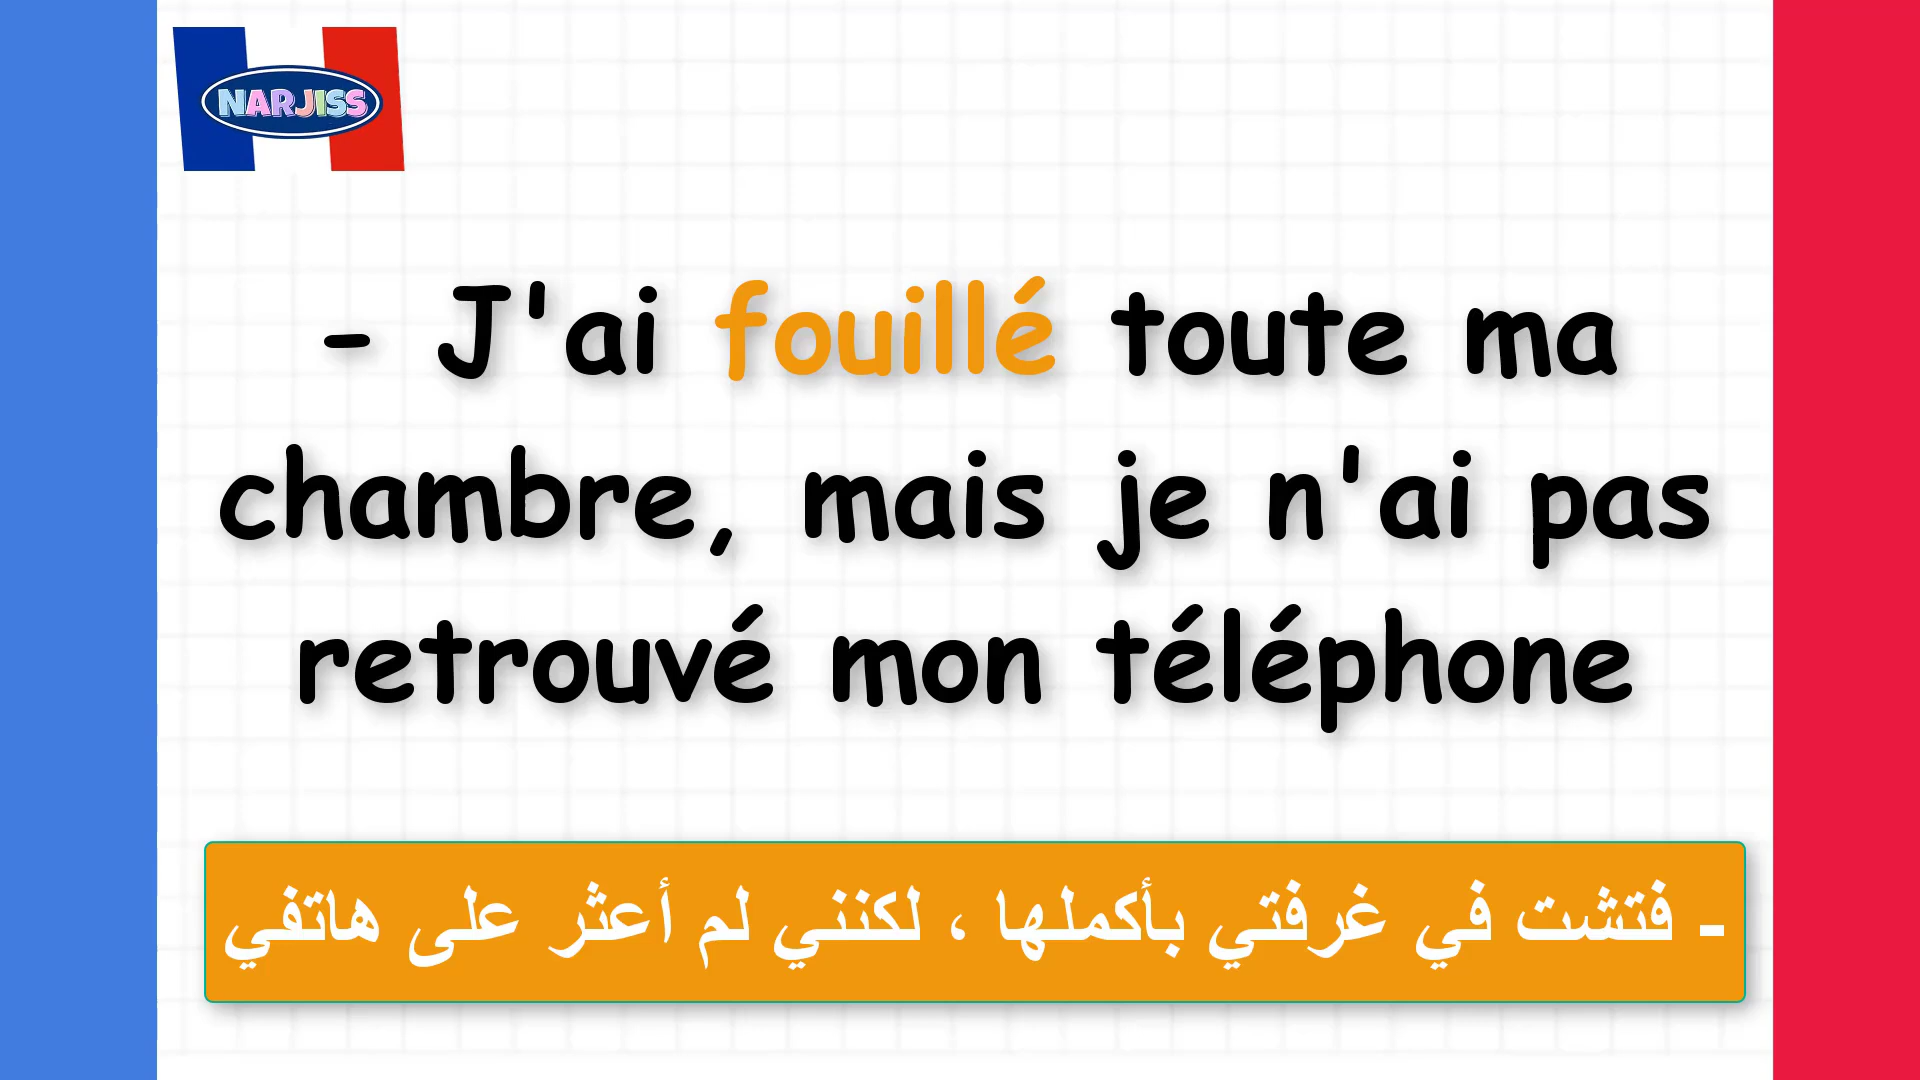 NARJISS
- J'ai fouillé toute ma
chambre, mais je n'ai pas
retrouvé mon téléphone
- فتشت في غرفتي بأكملها ، لكنني لم أعثر على هاتفي